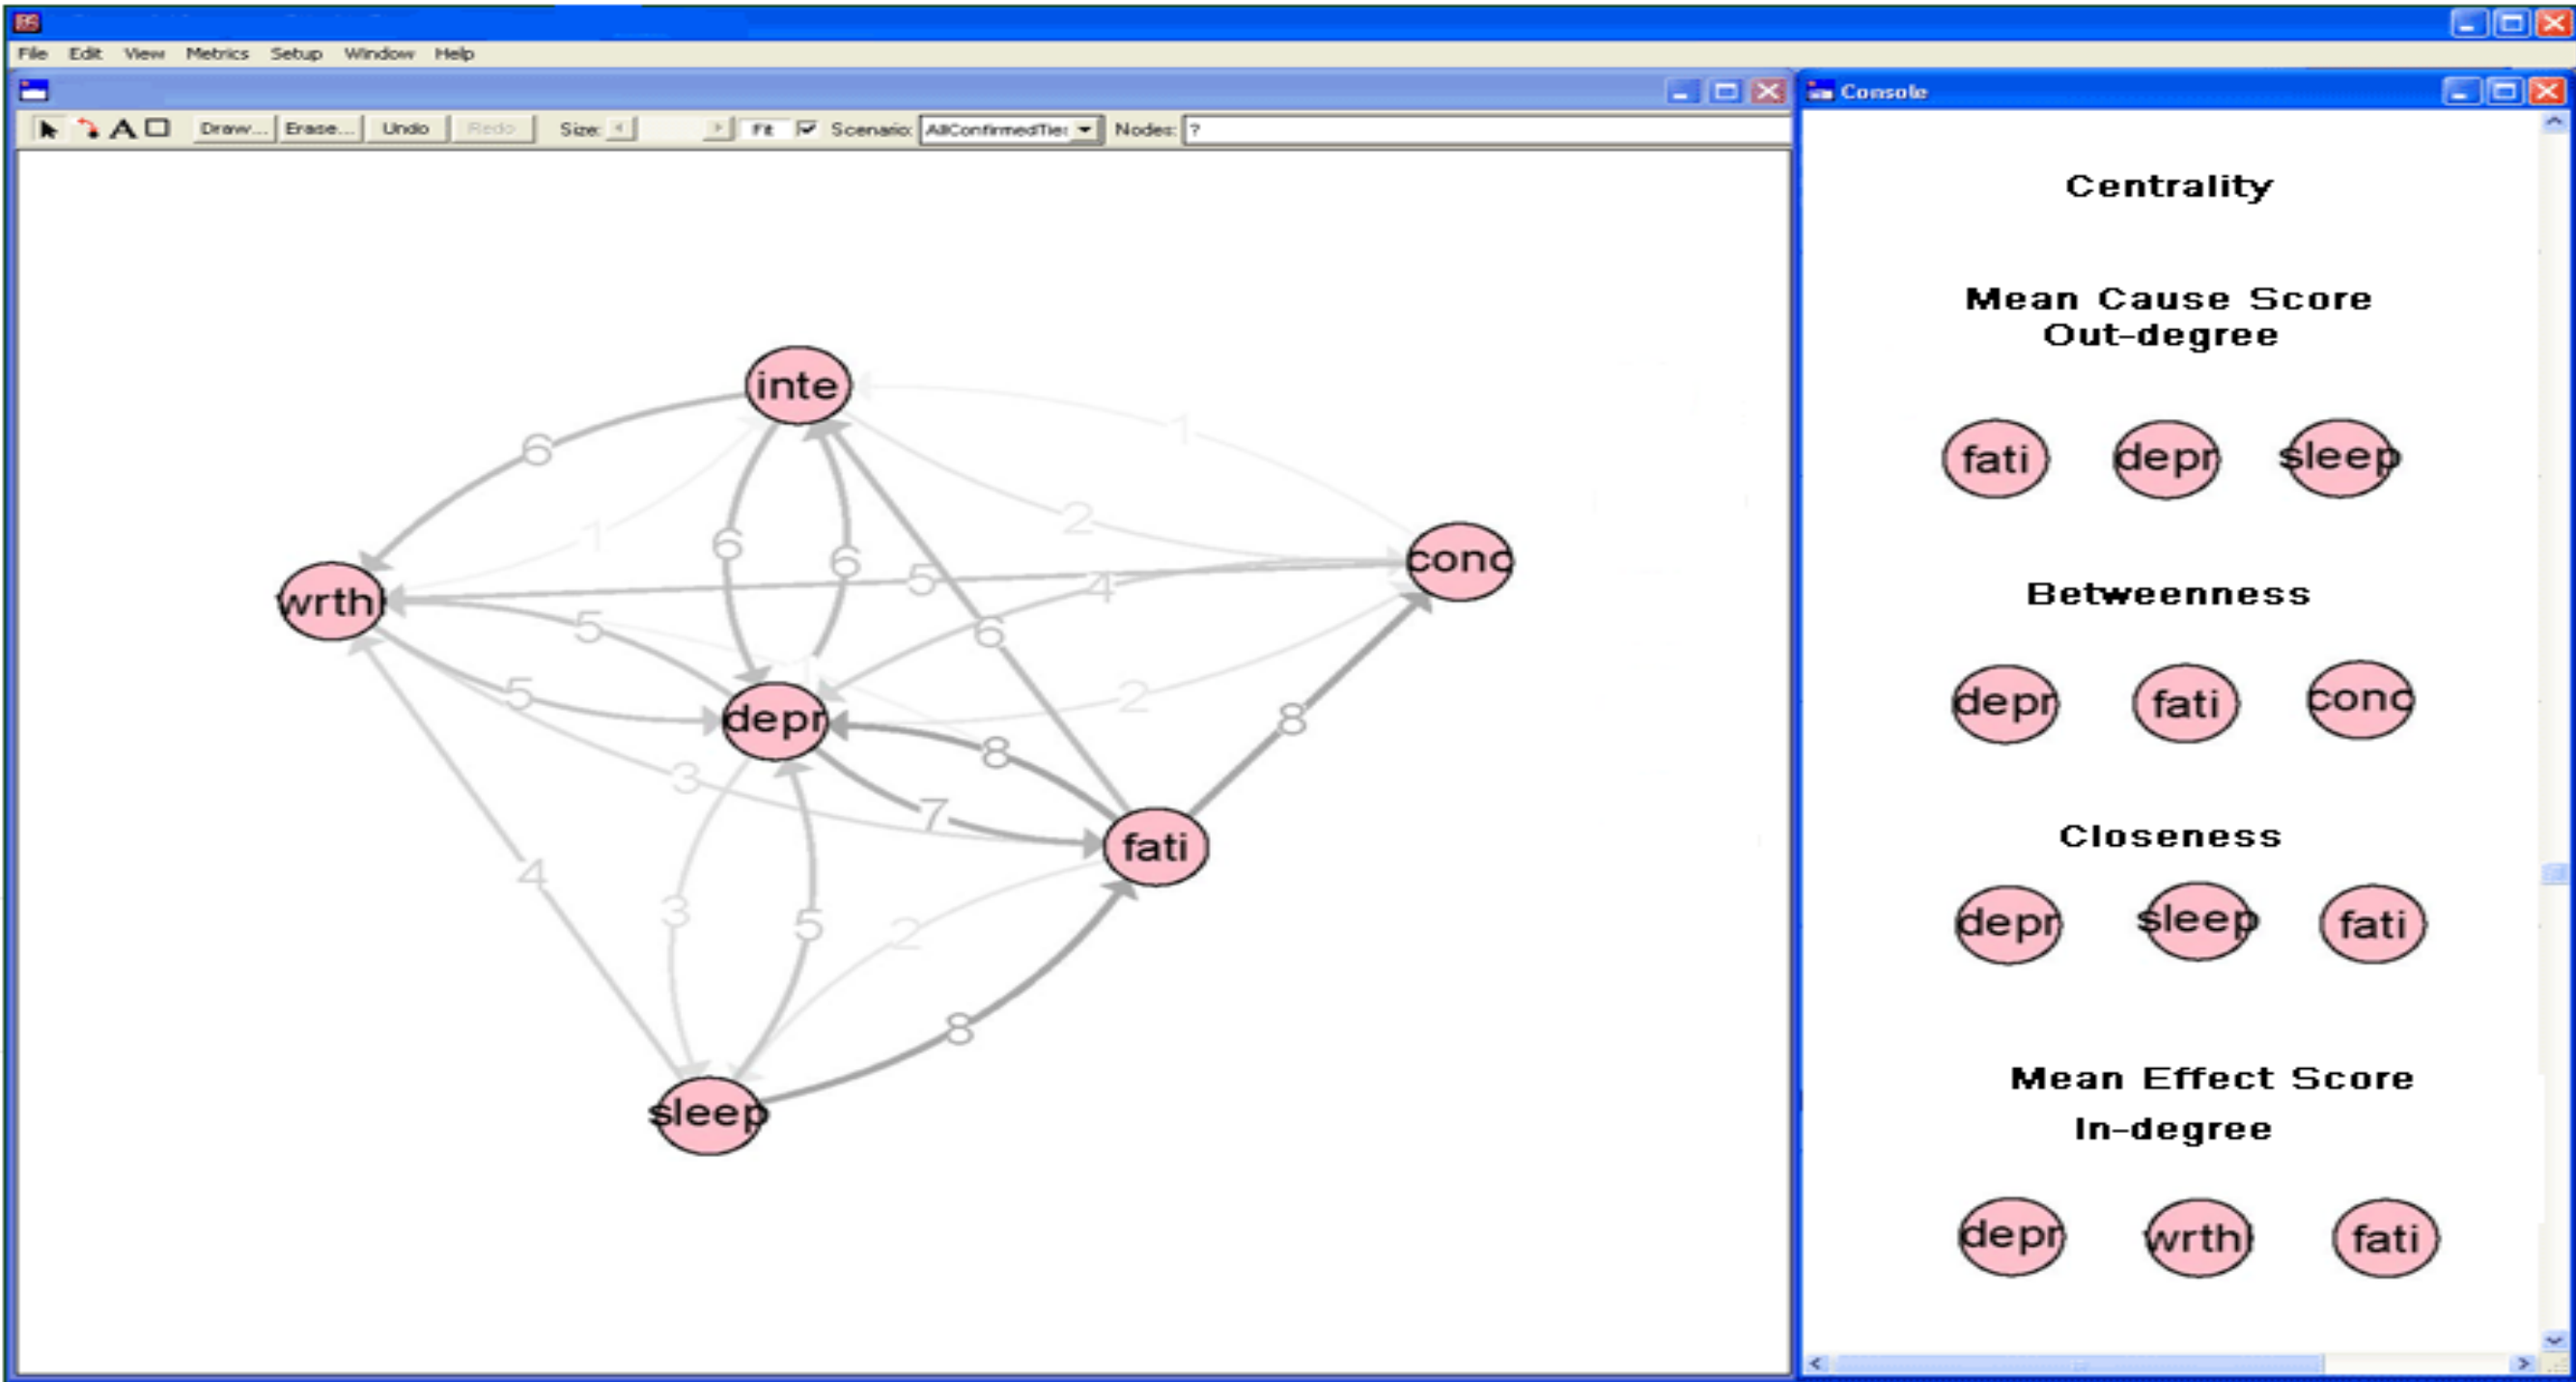 File Edit View Metrics Setup Window Help
Console
Draw... Erase... Undo Redo Size: Fit Scenario: AllConfirmedTie: Nodes: ?
Centrality
Mean Cause Score
Out-degree
fati depr sleep
Betweenness
depr fati conc
Closeness
depr sleep fati
Mean Effect Score
In-degree
depr wrth fati
inte
1
6
2
1
6
6
conc
5
4
wrth
5
6
1
5
2
depr
8
8
3
7
fati
4
3
5
2
8
sleep